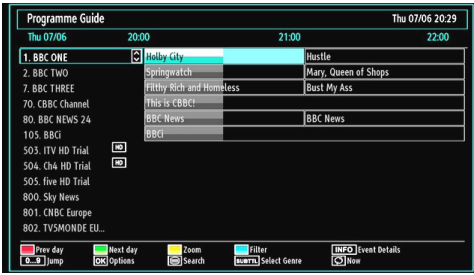 Programme Guide Thu 07/06 20:29
Thu 07/06 20:00 21:00 22:00
1. BBC ONE Holby City Hustle
2. BBC TWO Springwatch Mary, Queen of Shops
7. BBC THREE Filthy Rich and Homeless Bust My Ass
70. CBBC Channel This is CBBC!
80. BBC NEWS 24 BBC News BBC News
105. BBCi BBCi
503. ITV HD Trial HD
504. Ch4 HD Trial HD
505. five HD Trial
800. Sky News
801. CNBC Europe
802. TV5MONDE EU...
Prev day Next day Zoom Filter INFO Event Details
0...9 Jump OK Options Search SUBTTL Select Genre Now